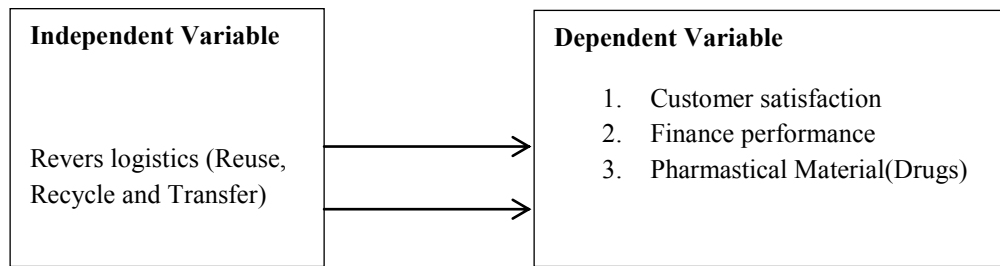 Independent Variable
Revers logistics (Reuse,
Recycle and Transfer)
Dependent Variable
1. Customer satisfaction
2. Finance performance
3. Pharmastical Material(Drugs)